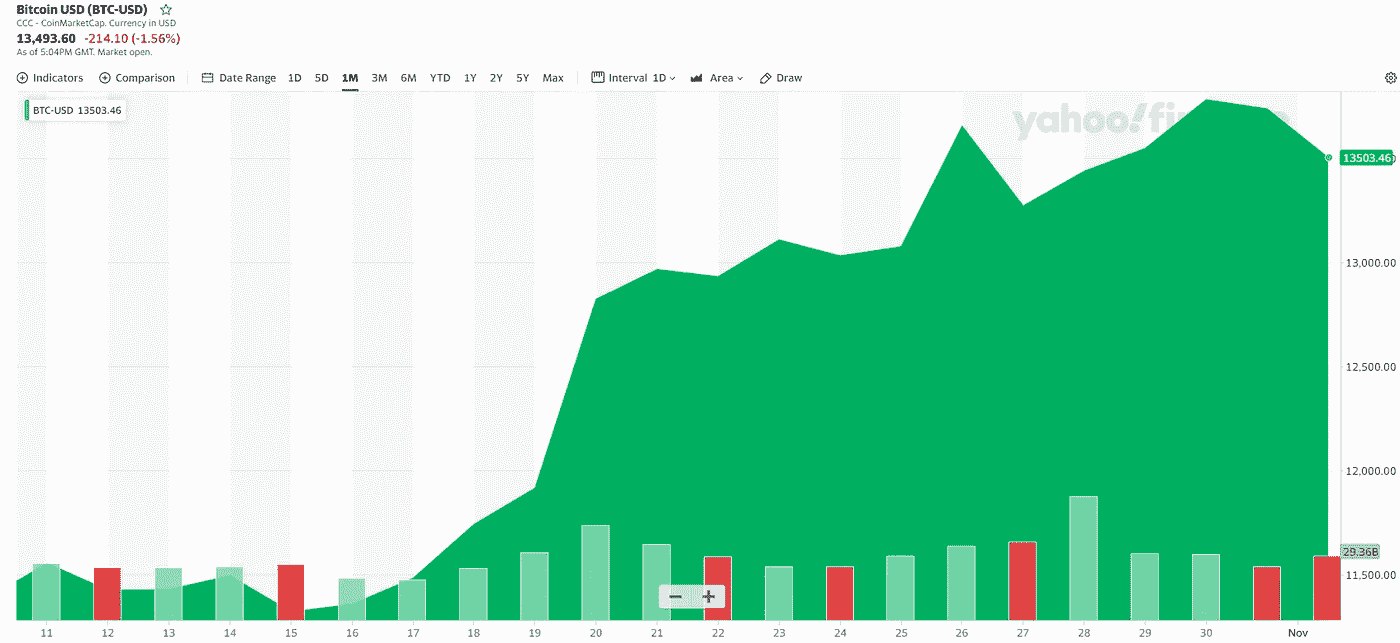 Bitcoin USD (BTC-USD)
CCC - CoinMarketCap. Currency in USD
13,493.60 -214.10 (-1.56%)
As of 5:04PM GMT. Market open.
Indicators Comparison Date Range 1D 5D 1M 3M 6M YTD 1Y 2Y 5Y Max Interval 1D Area Draw
BTC-USD 13503.46
yahoo!fi
13503.46
13,000.00
12,500.00
12,000.00
29.36B
11,500.00
11 12 13 14 15 16 17 18 19 20 21 22 23 24 25 26 27 28 29 30 Nov